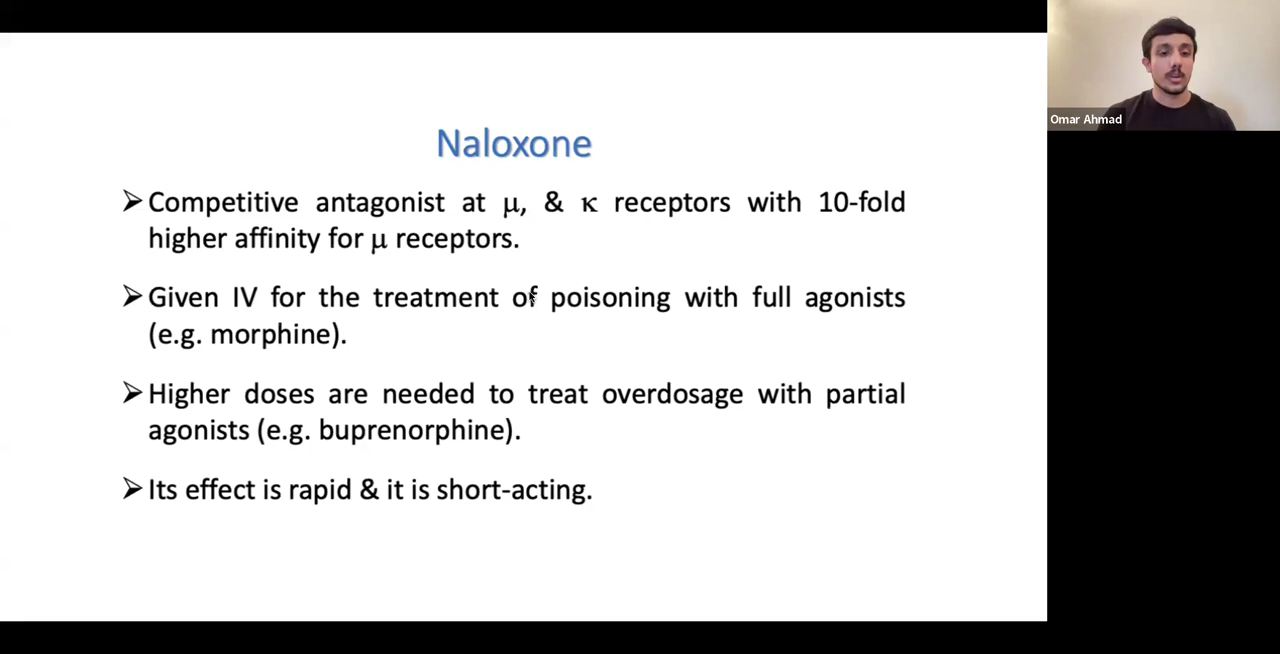 Naloxone
➢ Competitive antagonist at μ, & κ receptors with 10-fold
higher affinity for μ receptors.
➢ Given IV for the treatment of poisoning with full agonists
(e.g. morphine).
➢ Higher doses are needed to treat overdosage with partial
agonists (e.g. buprenorphine).
➢ Its effect is rapid & it is short-acting.
Omar Ahmad